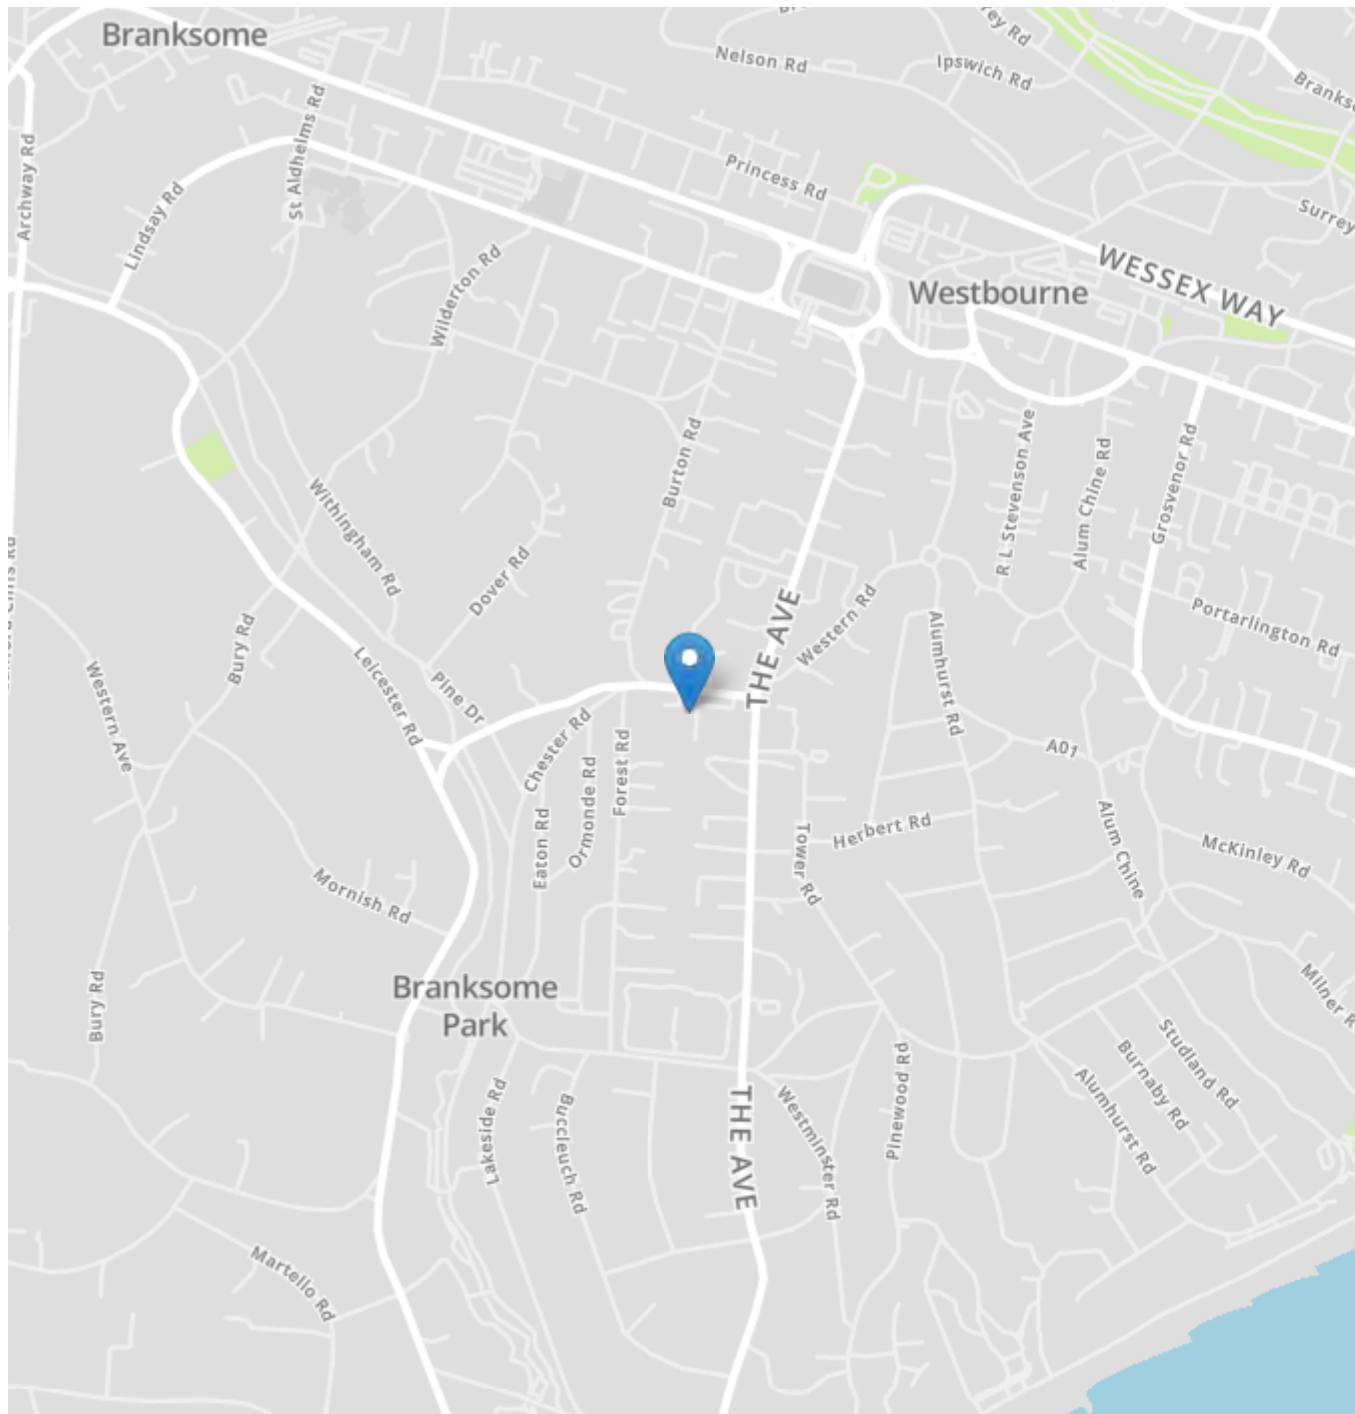 Branksome
Nelson Rd
Ipswich Rd
Archway Rd
St Aldhelms Rd
Lindsay Rd
Princess Rd
Surrey
Wilderton Rd
WESSEX WAY
Westbourne
Burton Rd
R L Stevenson Ave
Alum Chine Rd
Grosvenor Rd
Withingham Rd
Dover Rd
THE AVE
Western Rd
Portarlington Rd
Bury Rd
Western Ave
Leicester Rd
Pine Dr
Alumhurst Rd
Chester Rd
Forest Rd
Ormonde Rd
Eaton Rd
A01
Herbert Rd
Tower Rd
Alum Chine
McKinley Rd
Mornish Rd
Branksome
Park
Bury Rd
Milner R
Studland Rd
Burnaby Rd
Alumhurst Rd
Pinewood Rd
Lakeside Rd
Buccleuch Rd
THE AVE
Westminster Rd
Martello Rd